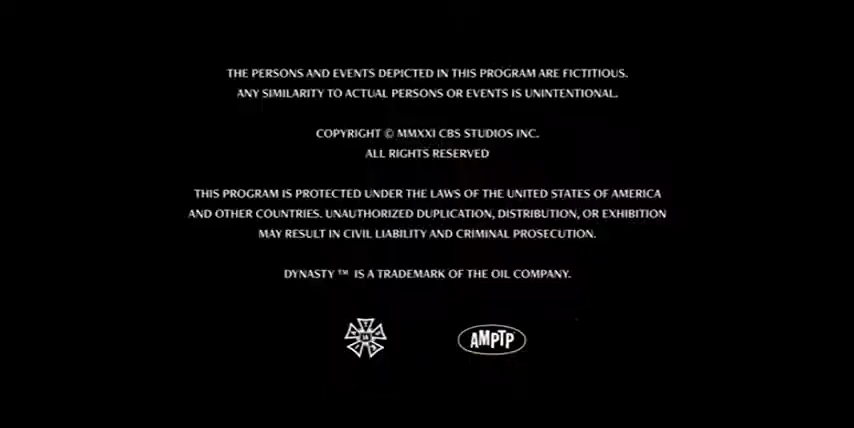 THE PERSONS AND EVENTS DEPICTED IN THIS PROGRAM ARE FICTITIOUS.
ANY SIMILARITY TO ACTUAL PERSONS OR EVENTS IS UNINTENTIONAL.
COPYRIGHT © MMXXI CBS STUDIOS INC.
ALL RIGHTS RESERVED
THIS PROGRAM IS PROTECTED UNDER THE LAWS OF THE UNITED STATES OF AMERICA
AND OTHER COUNTRIES. UNAUTHORIZED DUPLICATION, DISTRIBUTION, OR EXHIBITION
MAY RESULT IN CIVIL LIABILITY AND CRIMINAL PROSECUTION.
DYNASTY ™ IS A TRADEMARK OF THE OIL COMPANY.
AMPTP